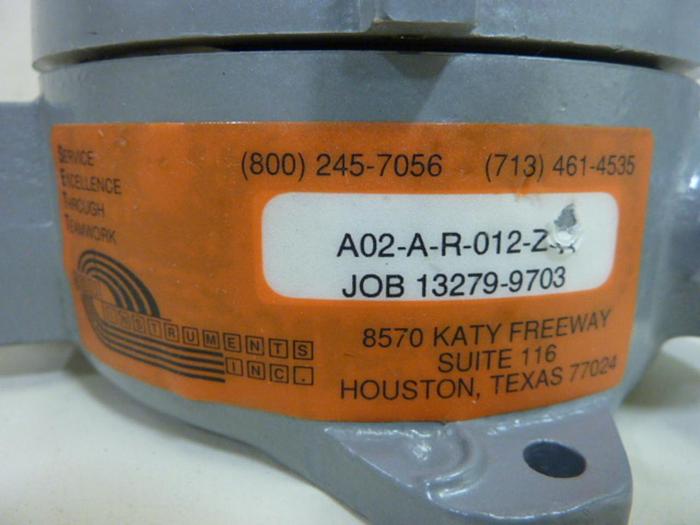 SERVICE
EXCELLENCE
THROUGH
TEAMWORK
(800) 245-7056 (713) 461-4535
A02-A-R-012-Z-
JOB 13279-9703
INSTRUMENTS
INC.
8570 KATY FREEWAY
SUITE 116
HOUSTON, TEXAS 77024